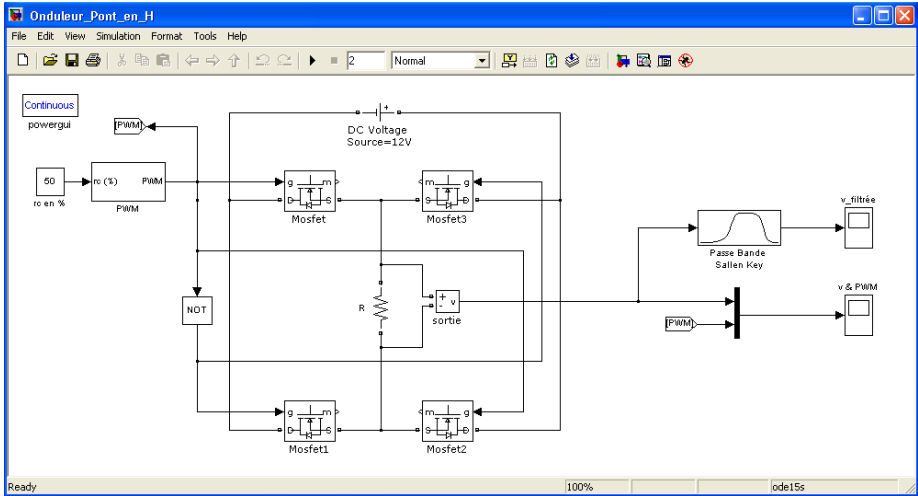 Onduleur_Pont_en_H
File Edit View Simulation Format Tools Help
2 Normal
Continuous
powergui
[PWM]
DC Voltage
Source=12V
50
rc en %
rc (%) PWM
PWM
g m
D S
Mosfet
m g
S D
Mosfet3
v_filtrée
Passe Bande
Sallen Key
NOT
R
+
-
v
sortie
v & PWM
[PWM]
g m
D S
Mosfet1
m g
S D
Mosfet2
Ready 100% ode15s